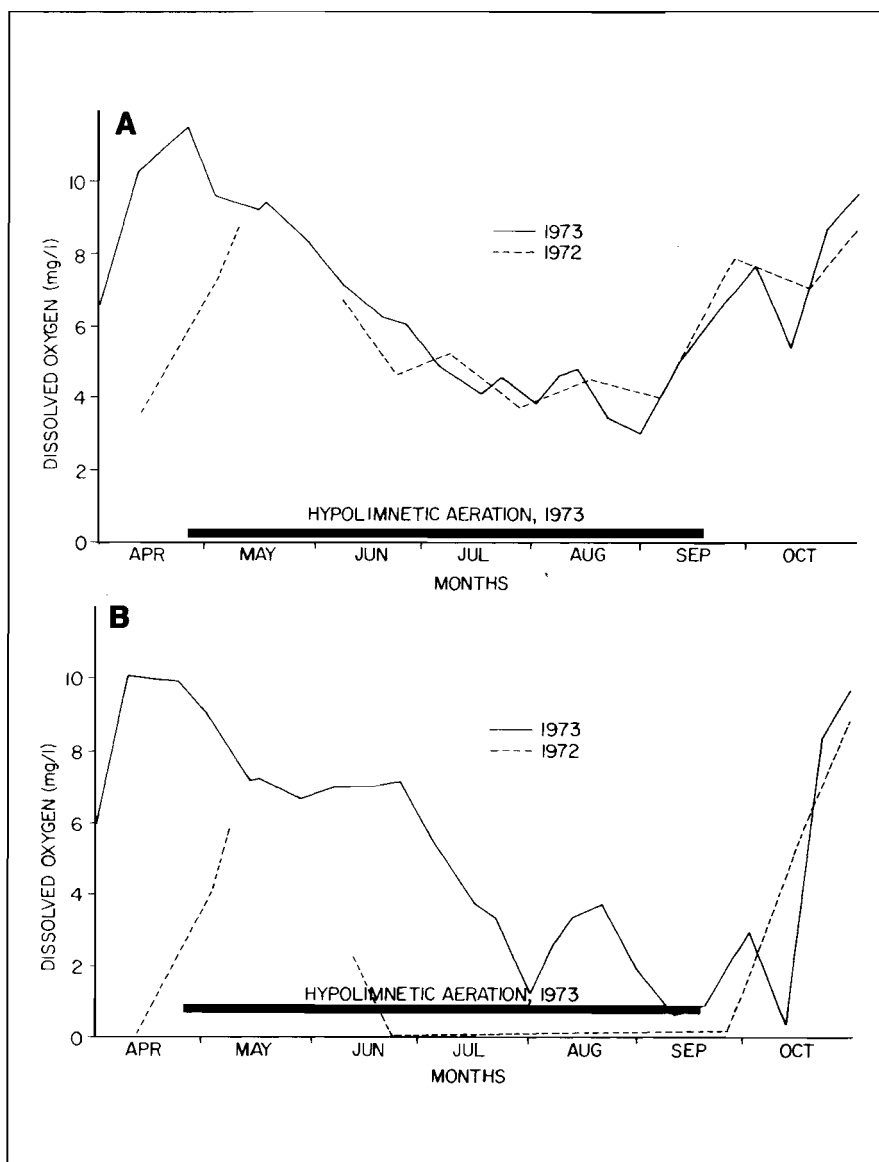 A
DISSOLVED OXYGEN (mg/l)
10
8
6
4
2
0
1973
1972
HYPOLIMNETIC AERATION, 1973
APR MAY JUN JUL AUG SEP OCT
MONTHS
B
DISSOLVED OXYGEN (mg/l)
10
8
6
4
2
0
1973
1972
HYPOLIMNETIC AERATION, 1973
APR MAY JUN JUL AUG SEP OCT
MONTHS